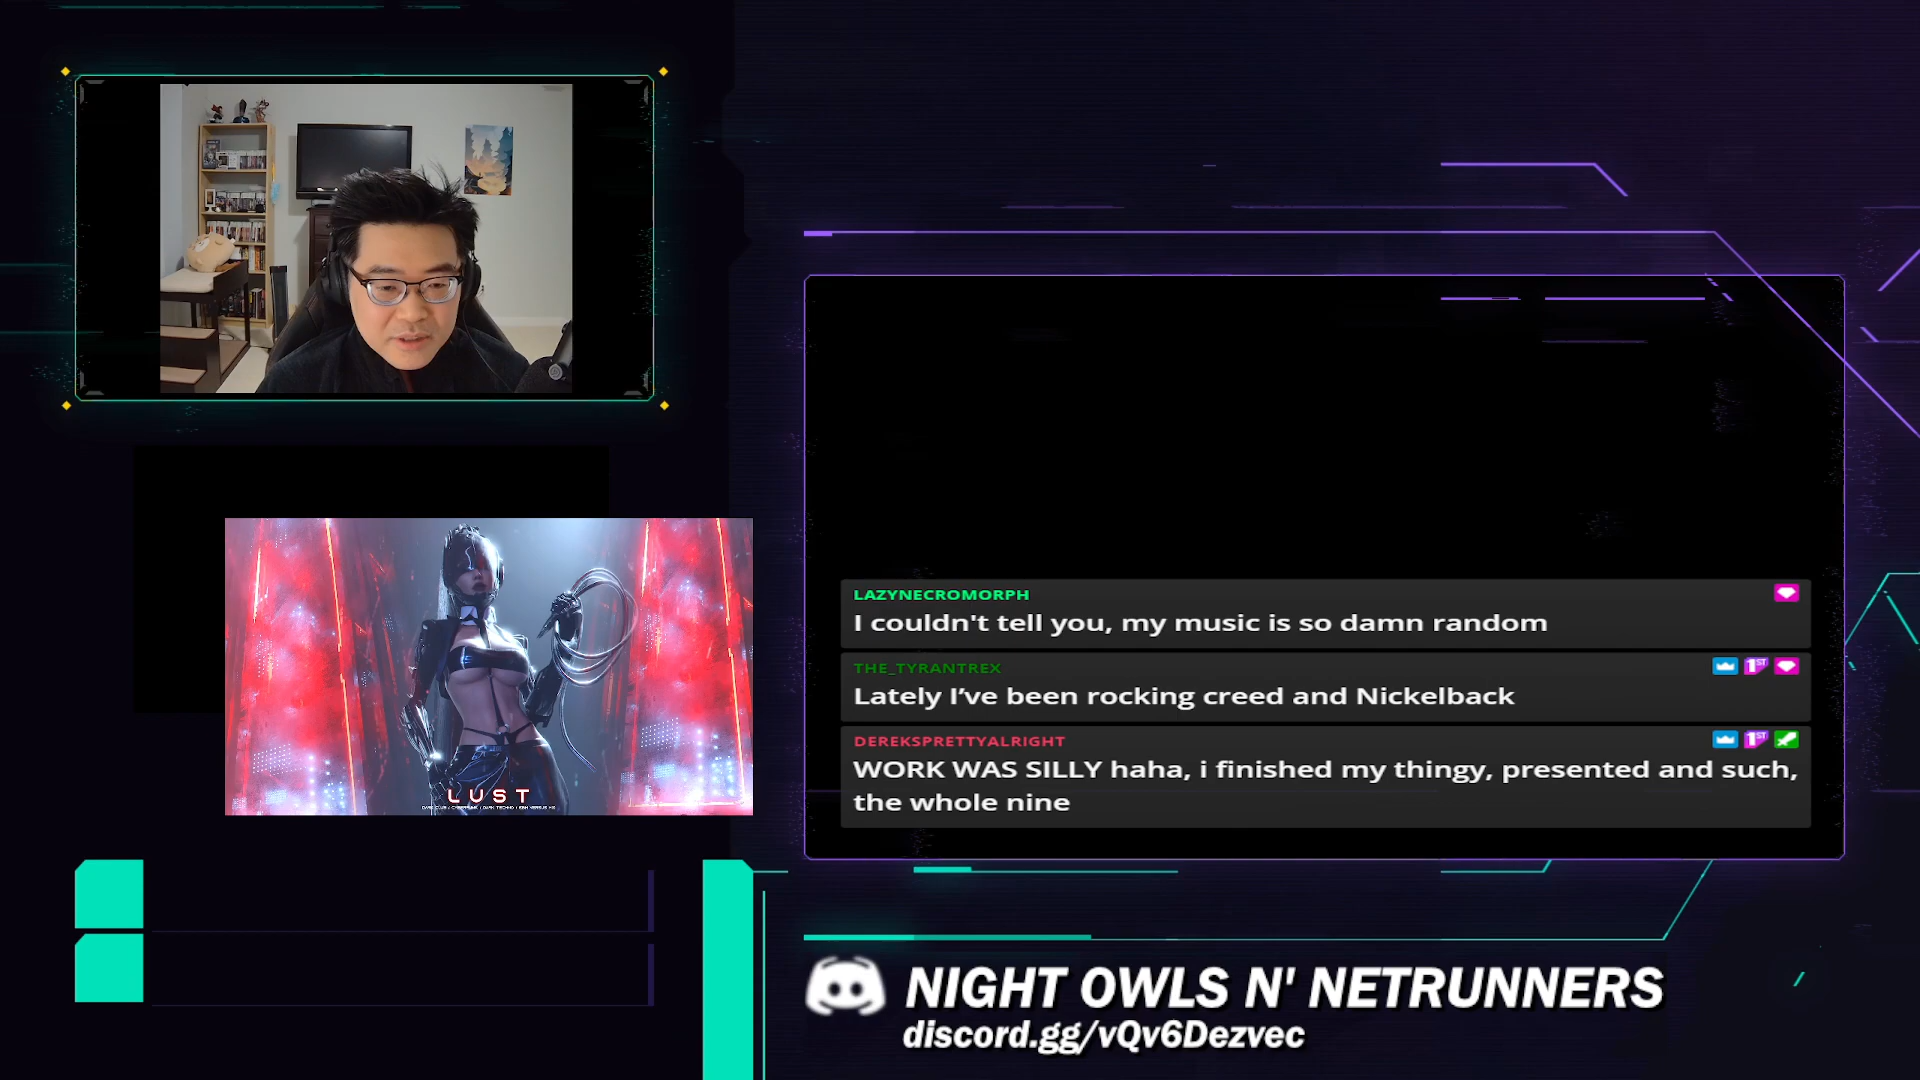 LUST
LAZYNECROMORPH
I couldn't tell you, my music is so damn random
THE_TYRANTREX
1ST
Lately I’ve been rocking creed and Nickelback
DEREKSPRETTYALRIGHT
1ST
WORK WAS SILLY haha, i finished my thingy, presented and such,
the whole nine
NIGHT OWLS N' NETRUNNERS
discord.gg/vQv6Dezvec